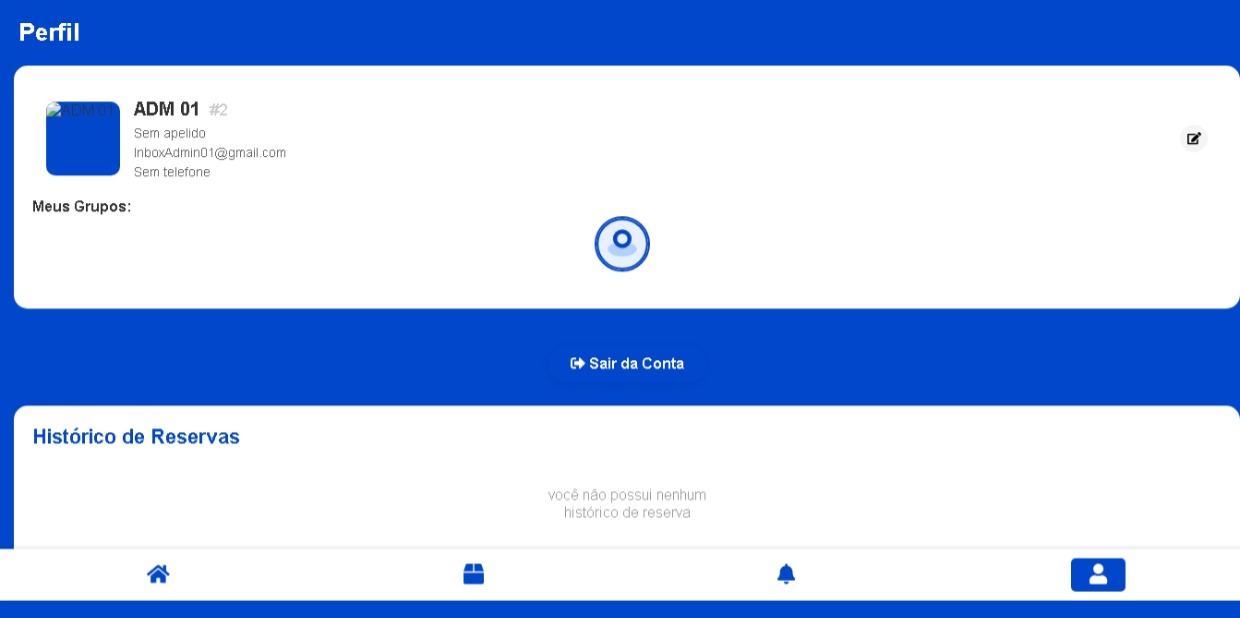 Perfil
ADM 01 #2
ADM 01
Sem apelido
InboxAdmin01@gmail.com
Sem telefone
Meus Grupos:
Sair da Conta
Histórico de Reservas
você não possui nenhum
histórico de reserva